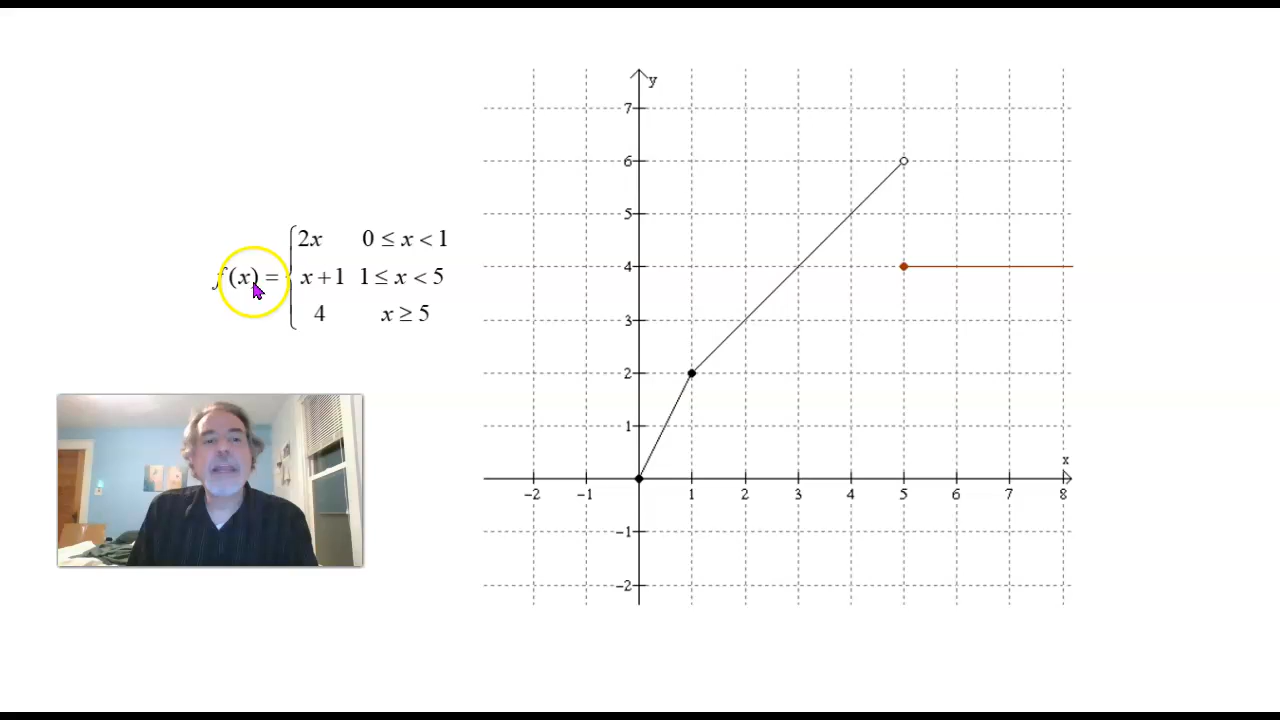 f(x) = { 2x 0 ≤ x < 1
x + 1 1 ≤ x < 5
4 x ≥ 5
y
7
6
5
4
3
2
1
x
-2 -1 1 2 3 4 5 6 7 8
-1
-2